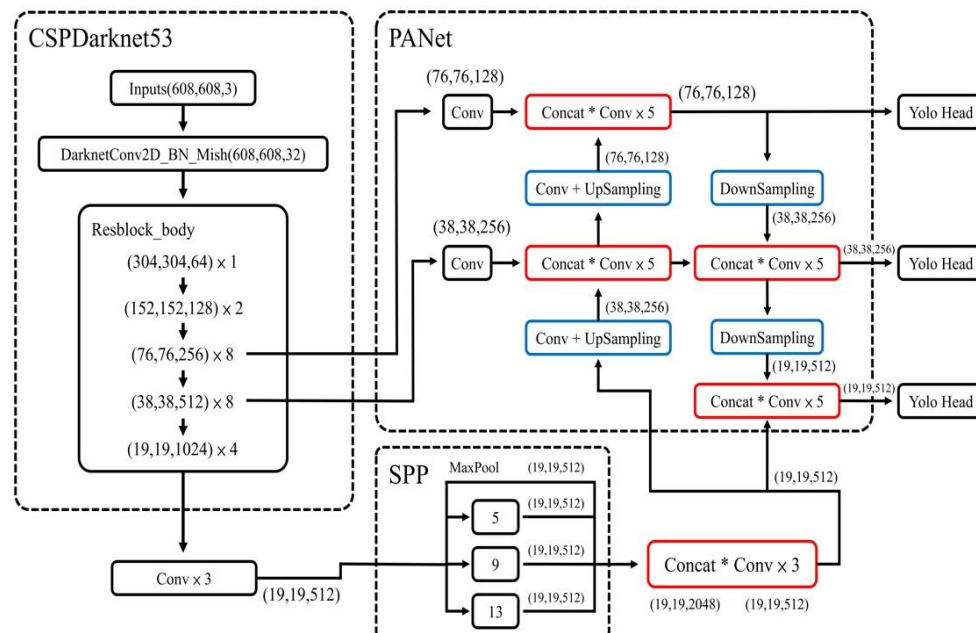 CSPDarknet53
Inputs(608,608,3)
DarknetConv2D_BN_Mish(608,608,32)
Resblock_body
(304,304,64) × 1
(152,152,128) × 2
(76,76,256) × 8
(38,38,512) × 8
(19,19,1024) × 4
Conv × 3
(19,19,512)
SPP
MaxPool
(19,19,512)
5
(19,19,512)
9
(19,19,512)
13
(19,19,512)
Concat * Conv × 3
(19,19,2048)
(19,19,512)
(19,19,512)
PANet
(76,76,128)
Conv
Concat * Conv × 5
(76,76,128)
Yolo Head
(76,76,128)
Conv + UpSampling
DownSampling
(38,38,256)
(38,38,256)
Conv
Concat * Conv × 5
Concat * Conv × 5
(38,38,256)
Yolo Head
(38,38,256)
Conv + UpSampling
DownSampling
(19,19,512)
Concat * Conv × 5
(19,19,512)
Yolo Head